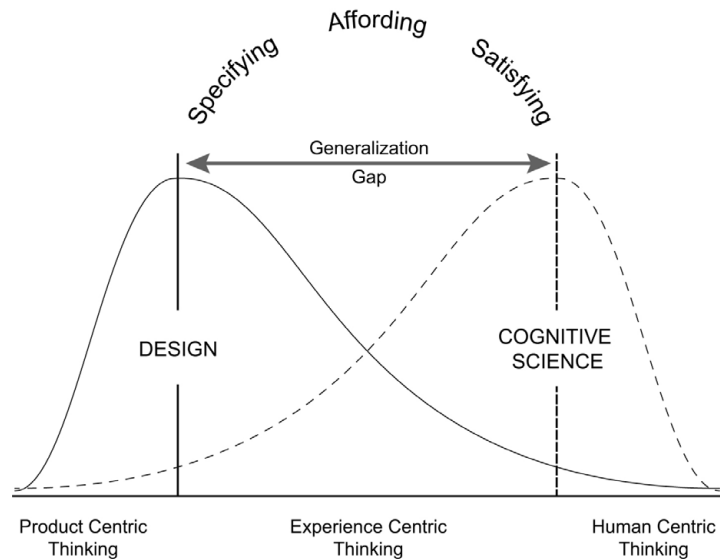 Affording
Specifying
Satisfying
Generalization
Gap
DESIGN
COGNITIVE
SCIENCE
Product Centric
Thinking
Experience Centric
Thinking
Human Centric
Thinking